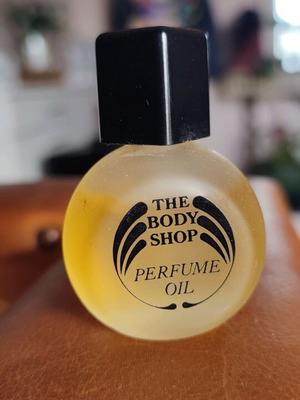 THE
BODY
SHOP
PERFUME
OIL